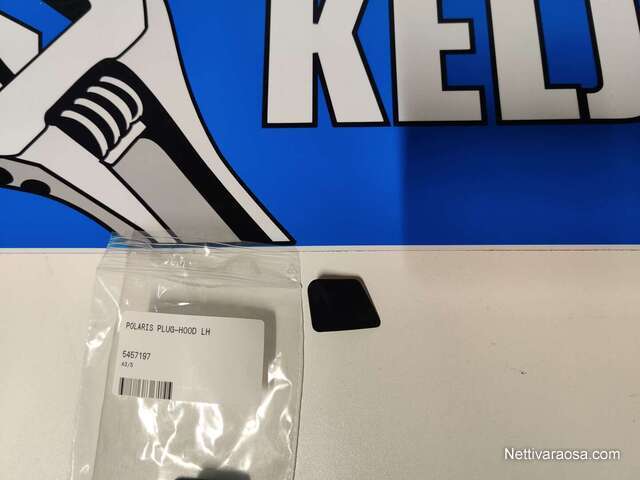 KELJ
POLARIS PLUG-HOOD LH
5457197
A3/5
Nettivaraosa.com